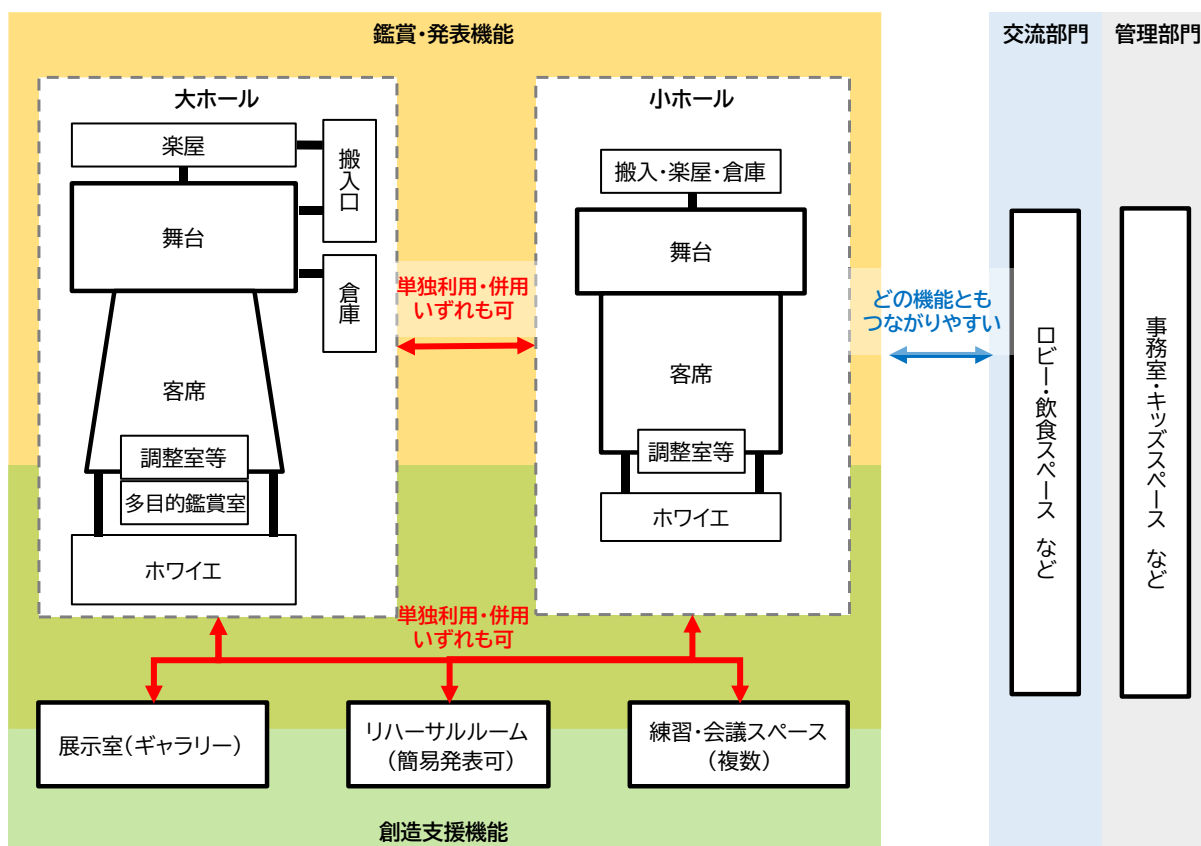 鑑賞・発表機能
交流部門
管理部門
大ホール
楽屋
搬入口
舞台
倉庫
客席
調整室等
多目的鑑賞室
ホワイエ
単独利用・併用
いずれも可
小ホール
搬入・楽屋・倉庫
舞台
客席
調整室等
ホワイエ
どの機能とも
つながりやすい
ロビー・飲食スペース など
事務室・キッズスペース など
単独利用・併用
いずれも可
展示室（ギャラリー）
リハーサルルーム
（簡易発表可）
練習・会議スペース
（複数）
創造支援機能